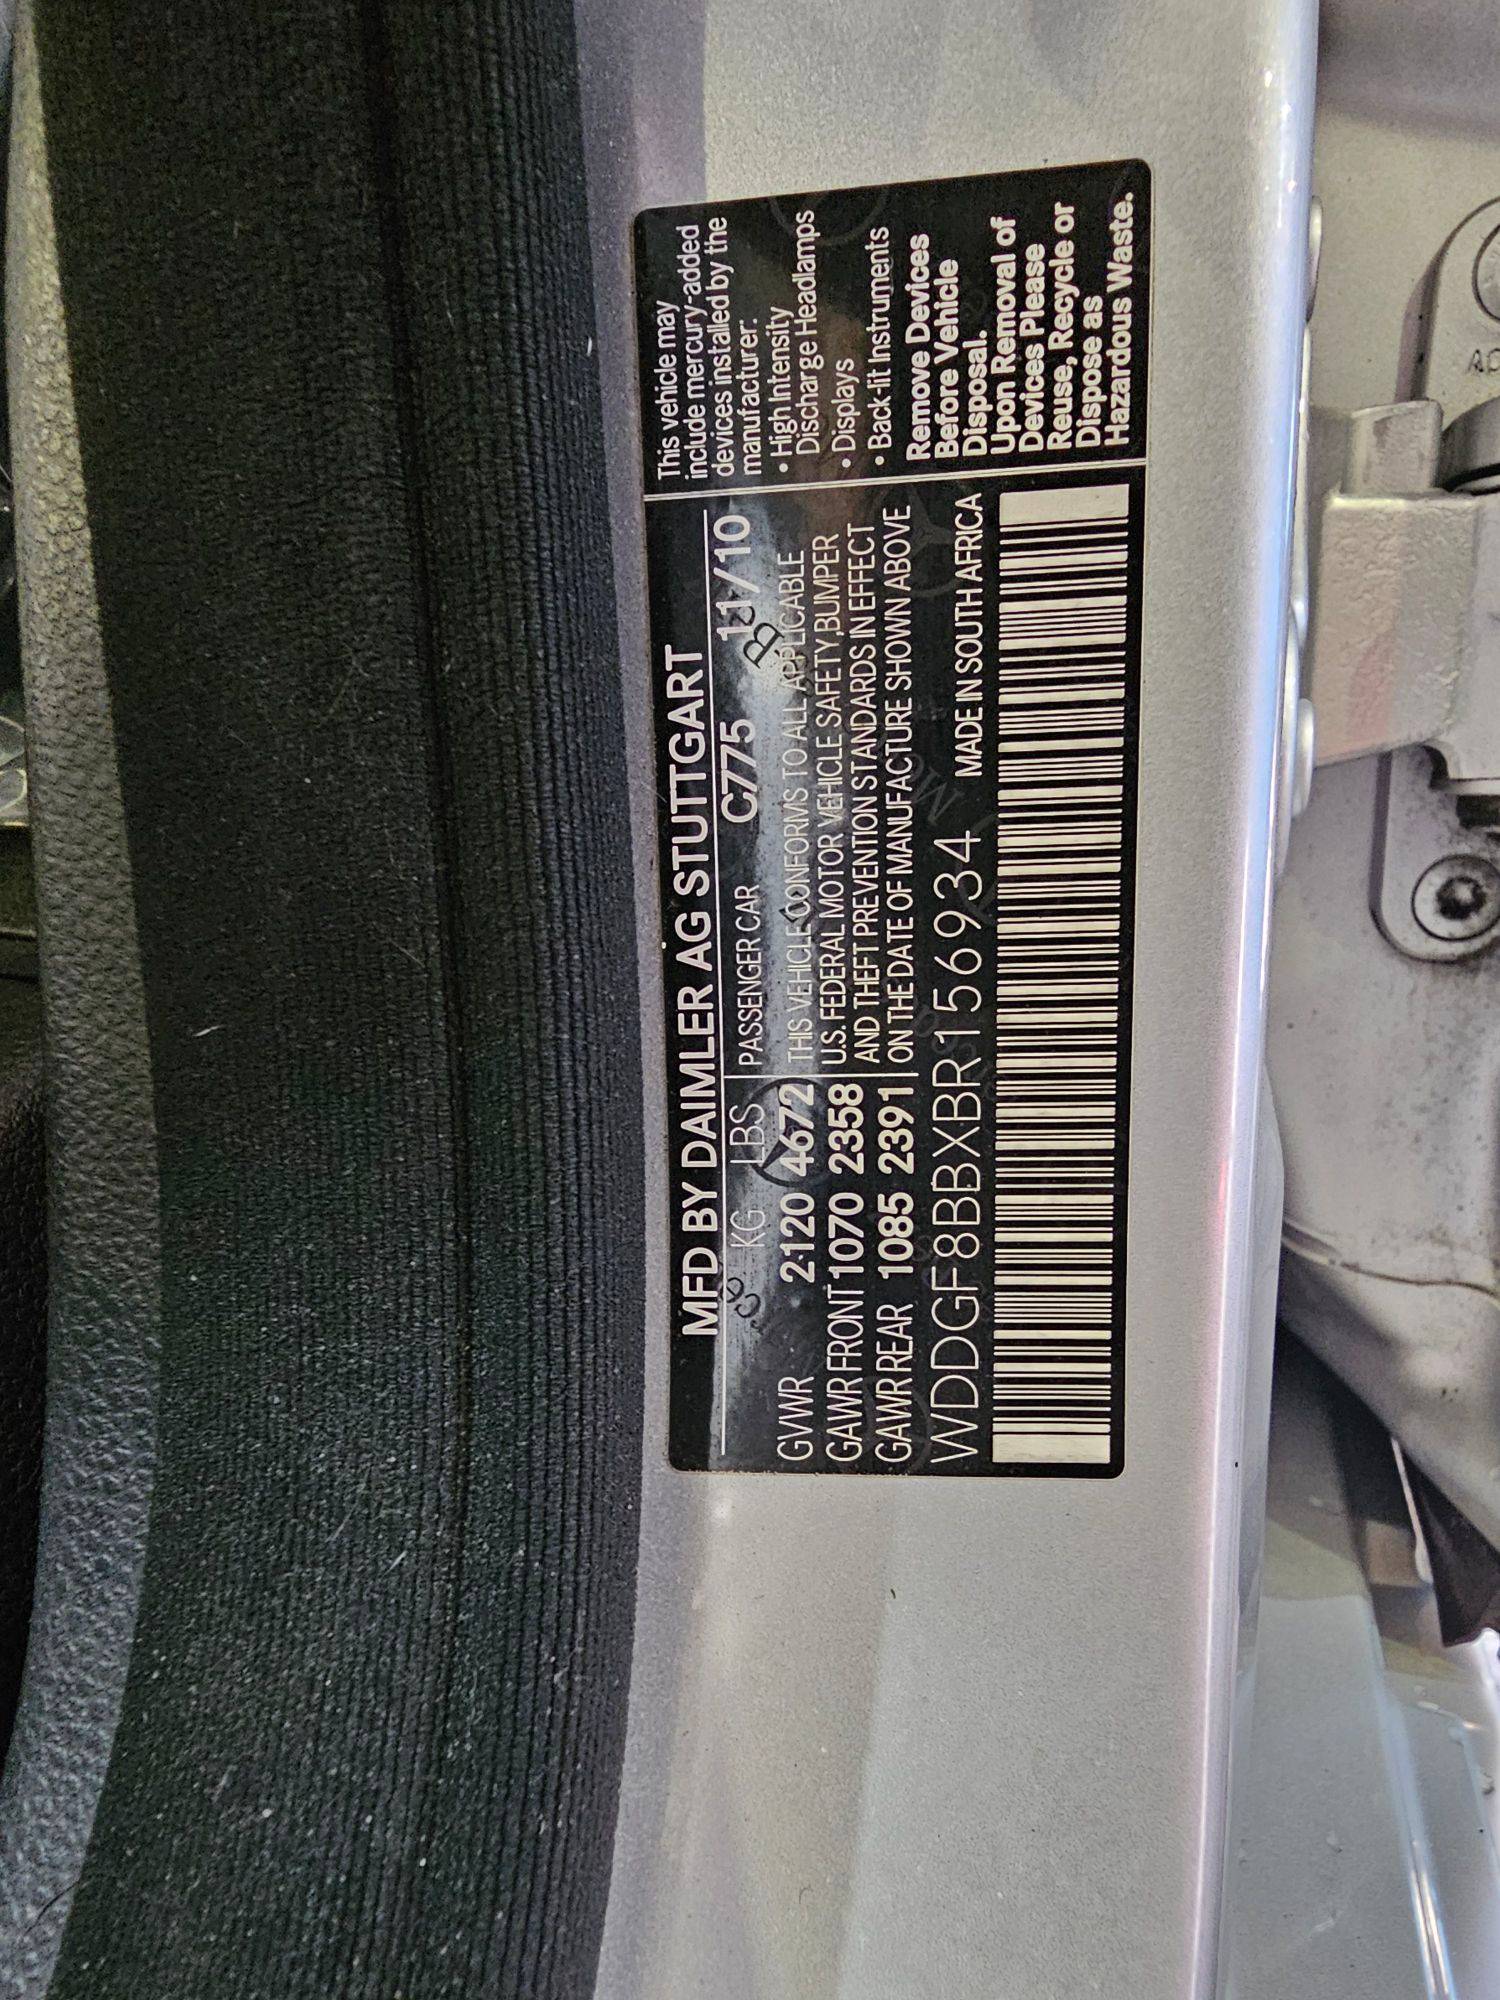 MFD BY DAIMLER AG STUTTGART
KG LBS PASSENGER CAR C775 11/10
GVWR 2120 4672 THIS VEHICLE CONFORMS TO ALL APPLICABLE
GAWR FRONT 1070 2358 U.S. FEDERAL MOTOR VEHICLE SAFETY,BUMPER
GAWR REAR 1085 2391 AND THEFT PREVENTION STANDARDS IN EFFECT
ON THE DATE OF MANUFACTURE SHOWN ABOVE
WDDGF8BBXBR156934 MADE IN SOUTH AFRICA
This vehicle may
include mercury-added
devices installed by the
manufacturer:
• High Intensity
Discharge Headlamps
• Displays
• Back-lit Instruments
Remove Devices
Before Vehicle
Disposal.
Upon Removal of
Devices Please
Reuse, Recycle or
Dispose as
Hazardous Waste.